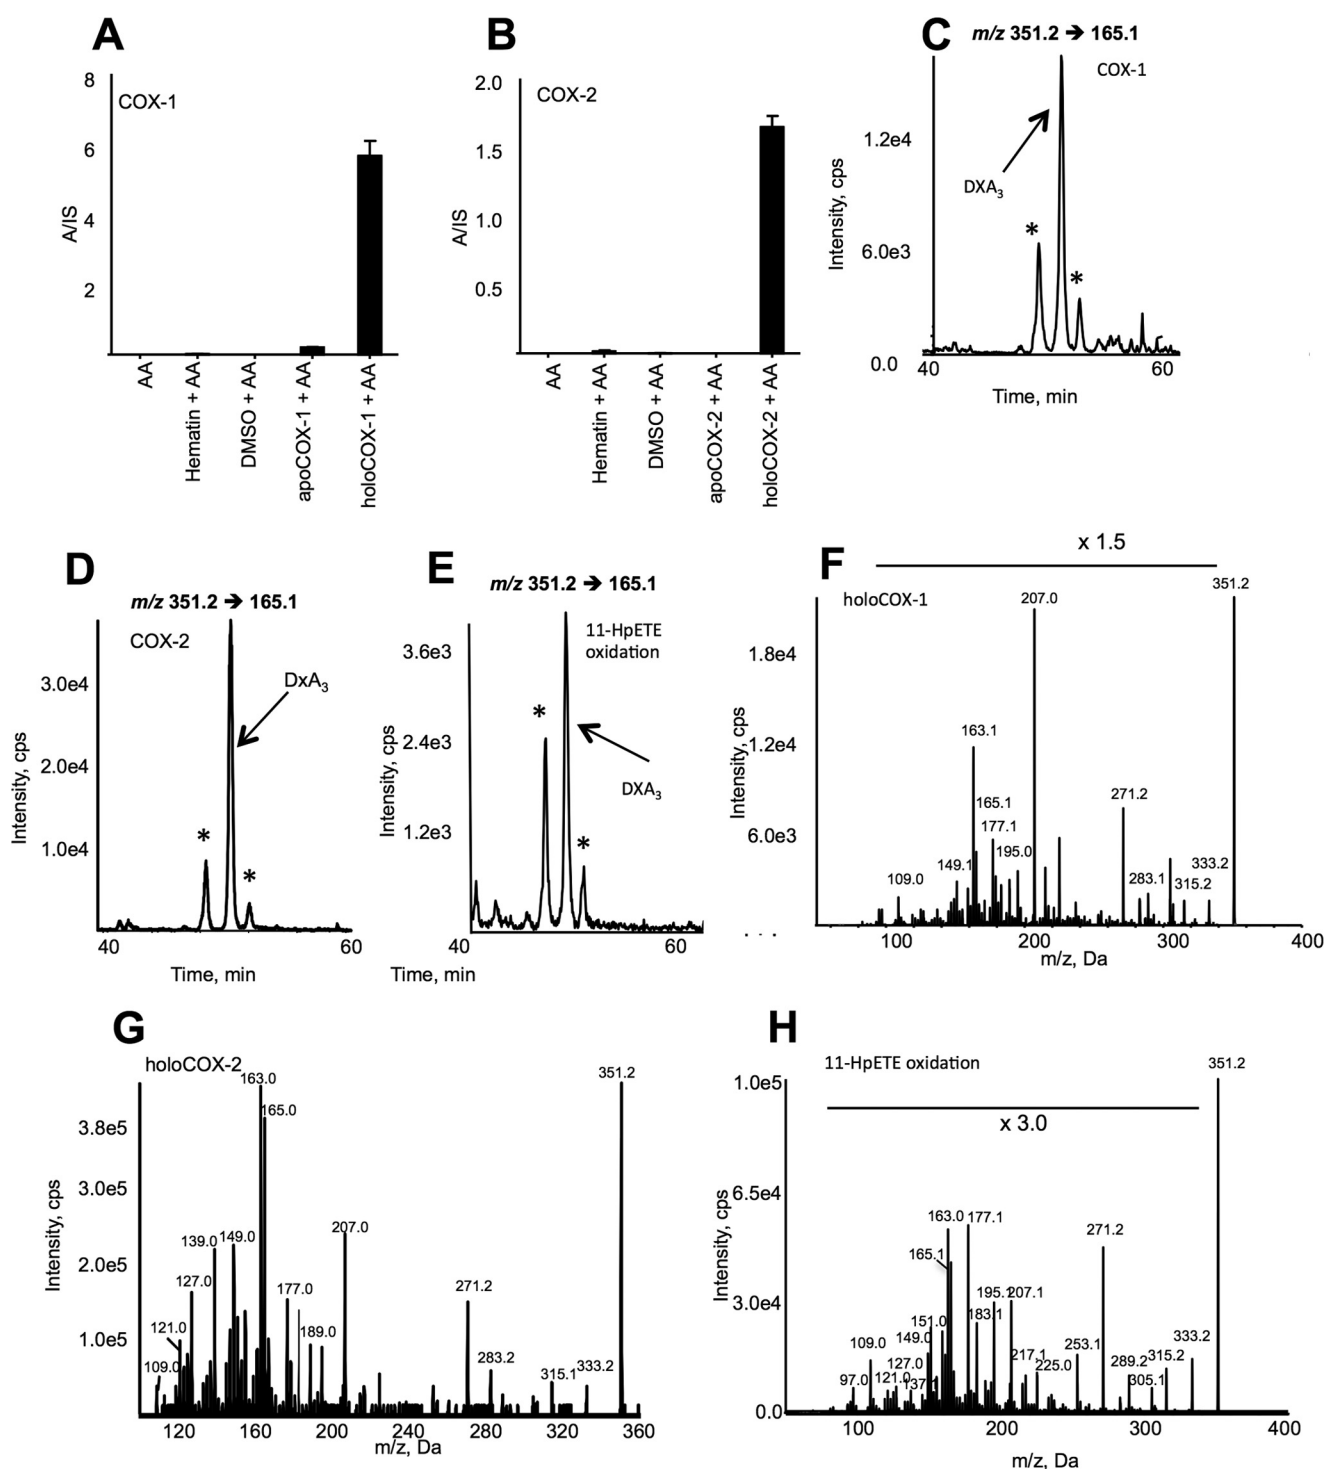 A
COX-1
A/IS
8
6
4
2
AA
Hematin + AA
DMSO + AA
apoCOX-1 + AA
holoCOX-1 + AA
B
COX-2
A/IS
2.0
1.5
1.0
0.5
AA
Hematin + AA
DMSO + AA
apoCOX-2 + AA
holoCOX-2 + AA
C
m/z 351.2 ➔ 165.1
COX-1
DXA3
*
*
Intensity, cps
1.2e4
6.0e3
0.0
40
60
Time, min
D
m/z 351.2 ➔ 165.1
COX-2
DxA3
*
*
Intensity, cps
3.0e4
2.0e4
1.0e4
40
60
Time, min
E
m/z 351.2 ➔ 165.1
11-HpETE
oxidation
DXA3
*
*
Intensity, cps
3.6e3
2.4e3
1.2e3
40
60
Time, min
F
x 1.5
holoCOX-1
351.2
207.0
163.1
165.1
177.1
195.0
149.1
109.0
271.2
283.1
315.2
333.2
Intensity, cps
1.8e4
1.2e4
6.0e3
100
200
300
400
m/z, Da
G
holoCOX-2
351.2
163.0
165.0
139.0
149.0
207.0
127.0
177.0
121.0
189.0
109.0
271.2
283.2
315.1
333.2
Intensity, cps
3.8e5
3.0e5
2.0e5
1.0e5
120
160
200
240
280
320
360
m/z, Da
H
11-HpETE oxidation
x 3.0
351.2
163.0
177.1
165.1
271.2
195.1
207.1
183.1
151.0
149.0
109.0
127.0
97.0
121.0
137.1
217.1
225.0
253.1
289.2
305.1
315.2
333.2
Intensity, cps
1.0e5
6.5e4
3.0e4
0.0
100
200
300
400
m/z, Da